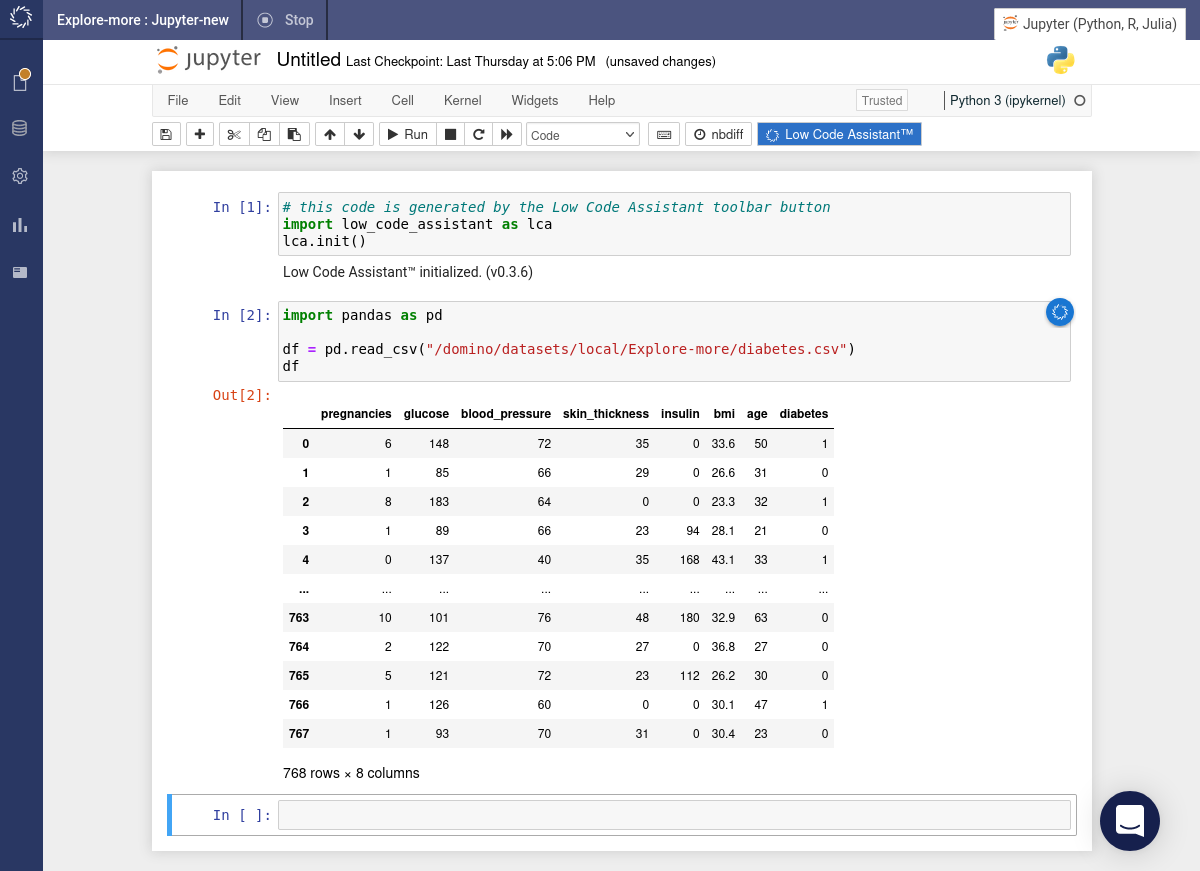 Explore-more : Jupyter-new Stop Jupyter (Python, R, Julia)
jupyter Untitled Last Checkpoint: Last Thursday at 5:06 PM (unsaved changes)
File Edit View Insert Cell Kernel Widgets Help Trusted Python 3 (ipykernel)
Run Code nbdiff Low Code Assistant™
In [1]: # this code is generated by the Low Code Assistant toolbar button
import low_code_assistant as lca
lca.init()
Low Code Assistant™ initialized. (v0.3.6)
In [2]: import pandas as pd
df = pd.read_csv("/domino/datasets/local/Explore-more/diabetes.csv")
df
Out[2]:
pregnancies glucose blood_pressure skin_thickness insulin bmi age diabetes
0 6 148 72 35 0 33.6 50 1
1 1 85 66 29 0 26.6 31 0
2 8 183 64 0 0 23.3 32 1
3 1 89 66 23 94 28.1 21 0
4 0 137 40 35 168 43.1 33 1
... ... ... ... ... ... ... ... ...
763 10 101 76 48 180 32.9 63 0
764 2 122 70 27 0 36.8 27 0
765 5 121 72 23 112 26.2 30 0
766 1 126 60 0 0 30.1 47 1
767 1 93 70 31 0 30.4 23 0
768 rows × 8 columns
In [ ]: